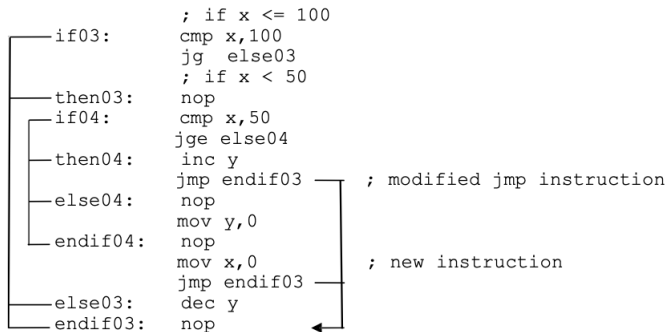 ; if x <= 100
if03: cmp x,100
jg else03
; if x < 50
then03: nop
if04: cmp x,50
jge else04
then04: inc y
jmp endif03 ; modified jmp instruction
else04: nop
mov y,0
endif04: nop
mov x,0 ; new instruction
jmp endif03
else03: dec y
endif03: nop